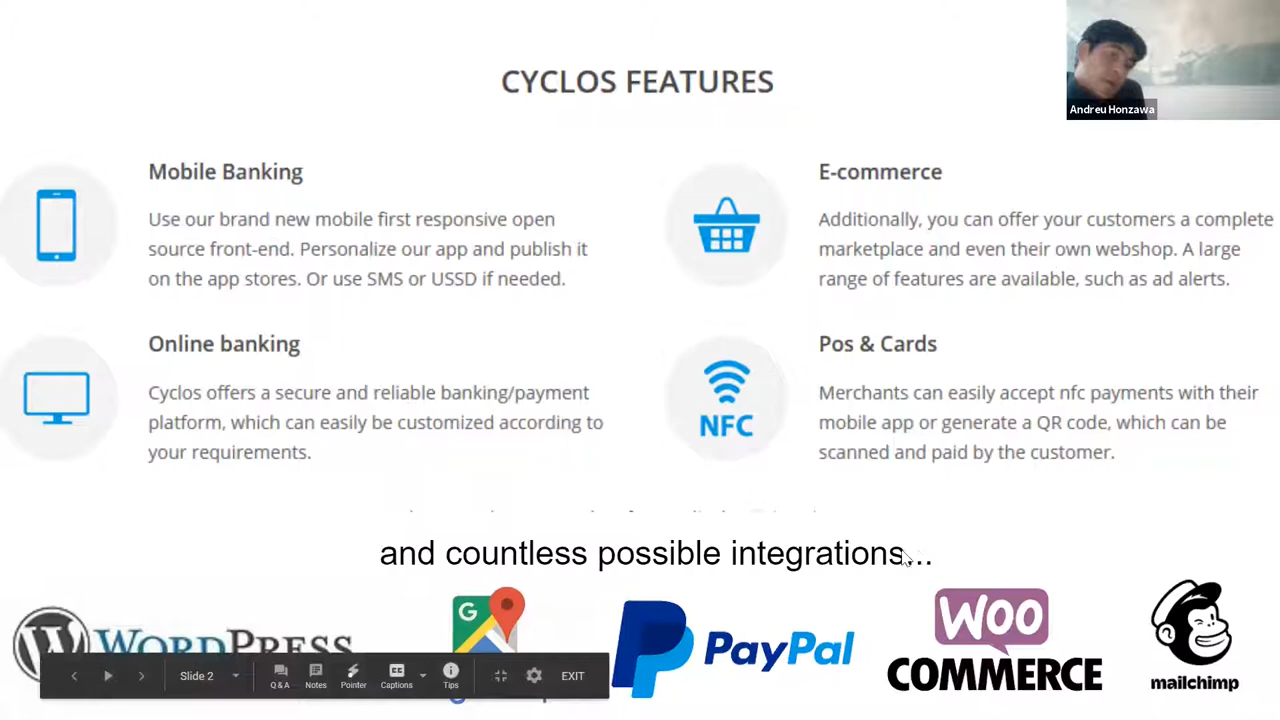 CYCLOS FEATURES
Andreu Honzawa
Mobile Banking
Use our brand new mobile first responsive open
source front-end. Personalize our app and publish it
on the app stores. Or use SMS or USSD if needed.
E-commerce
Additionally, you can offer your customers a complete
marketplace and even their own webshop. A large
range of features are available, such as ad alerts.
Online banking
Cyclos offers a secure and reliable banking/payment
platform, which can easily be customized according to
your requirements.
NFC
Pos & Cards
Merchants can easily accept nfc payments with their
mobile app or generate a QR code, which can be
scanned and paid by the customer.
and countless possible integrations...
WORDPRESS
G
PayPal
WOO
COMMERCE
mailchimp
Slide 2
Q & A
Notes
Pointer
CC
Captions
Tips
EXIT